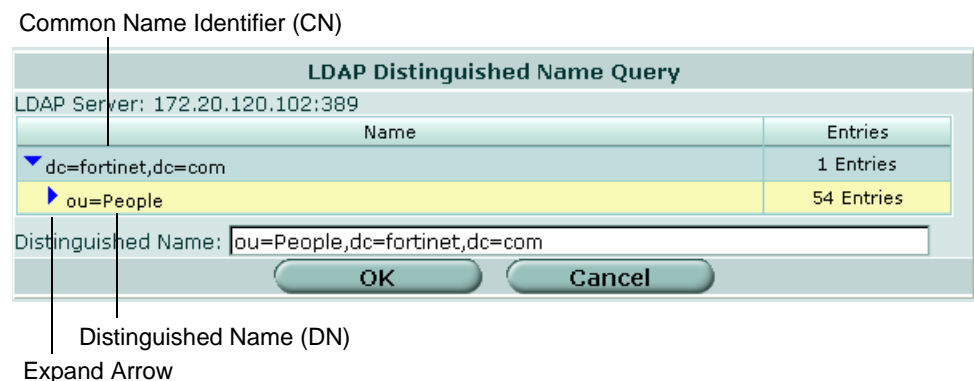 Common Name Identifier (CN)
LDAP Distinguished Name Query
LDAP Server: 172.20.120.102:389
Name Entries
dc=fortinet,dc=com 1 Entries
ou=People 54 Entries
Distinguished Name: ou=People,dc=fortinet,dc=com
OK Cancel
Distinguished Name (DN)
Expand Arrow